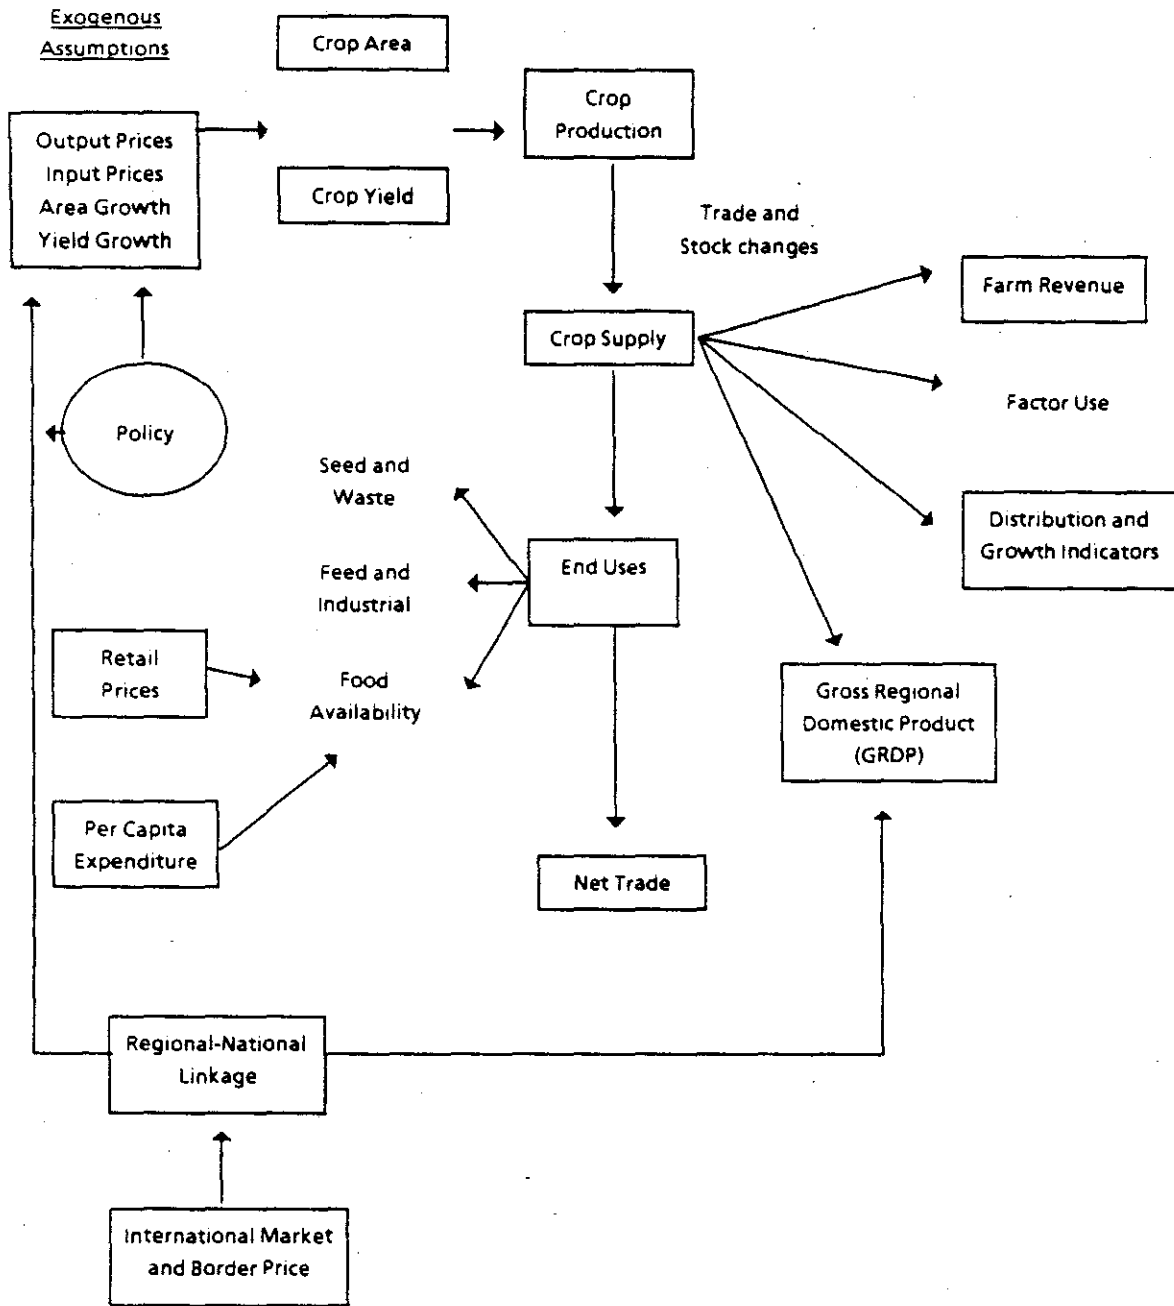 Exogenous
Assumptions
Crop Area
Crop
Production
Output Prices
Input Prices
Area Growth
Yield Growth
Crop Yield
Trade and
Stock changes
Farm Revenue
Crop Supply
Factor Use
Policy
Seed and
Waste
Distribution and
Growth Indicators
End Uses
Feed and
Industrial
Retail
Prices
Food
Availability
Gross Regional
Domestic Product
(GRDP)
Per Capita
Expenditure
Net Trade
Regional-National
Linkage
International Market
and Border Price